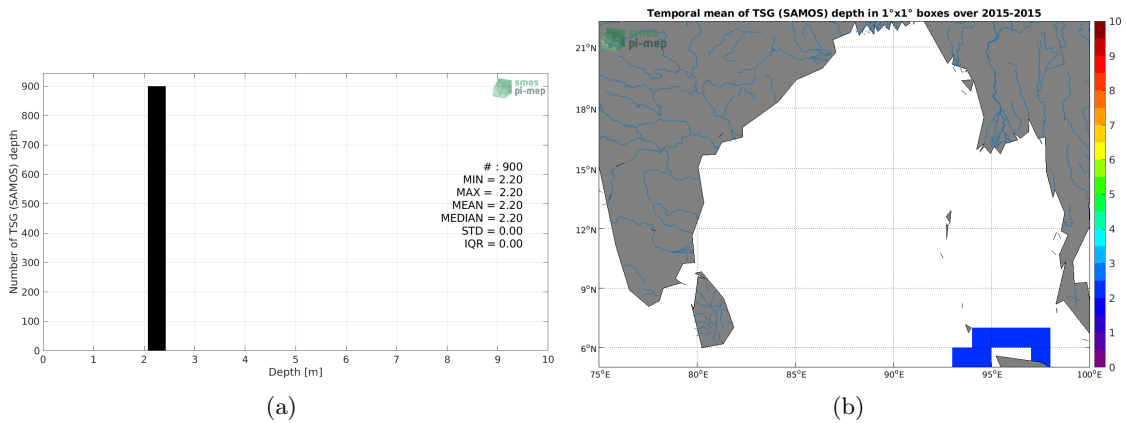 Temporal mean of TSG (SAMOS) depth in 1°x1° boxes over 2015-2015
smos
pi-mep
Number of TSG (SAMOS) depth
900
800
700
600
500
400
300
200
100
0
# : 900
MIN = 2.20
MAX = 2.20
MEAN = 2.20
MEDIAN = 2.20
STD = 0.00
IQR = 0.00
0 1 2 3 4 5 6 7 8 9 10
Depth [m]
(a)
smos
pi-mep
21°N
18°N
15°N
12°N
9°N
6°N
75°E 80°E 85°E 90°E 95°E 100°E
10
9
8
7
6
5
4
3
2
1
0
(b)